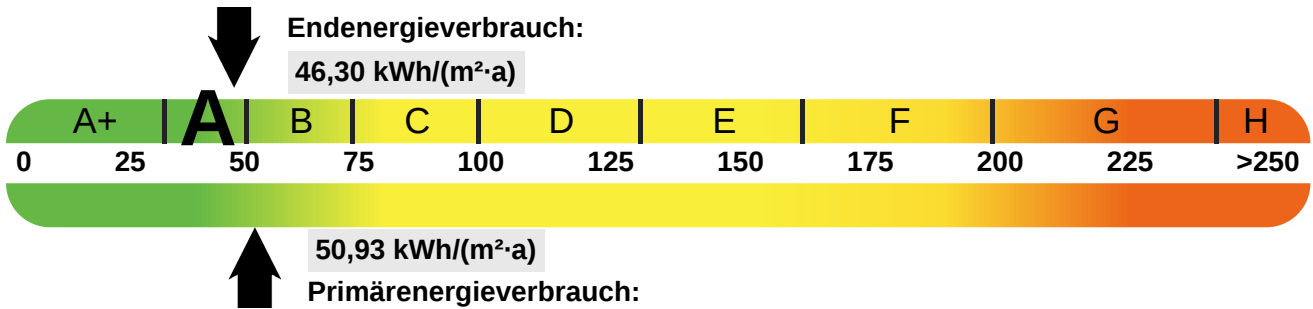 Endenergieverbrauch:
46,30 kWh/(m²·a)
A+ A B C D E F G H
0 25 50 75 100 125 150 175 200 225 >250
50,93 kWh/(m²·a)
Primärenergieverbrauch: